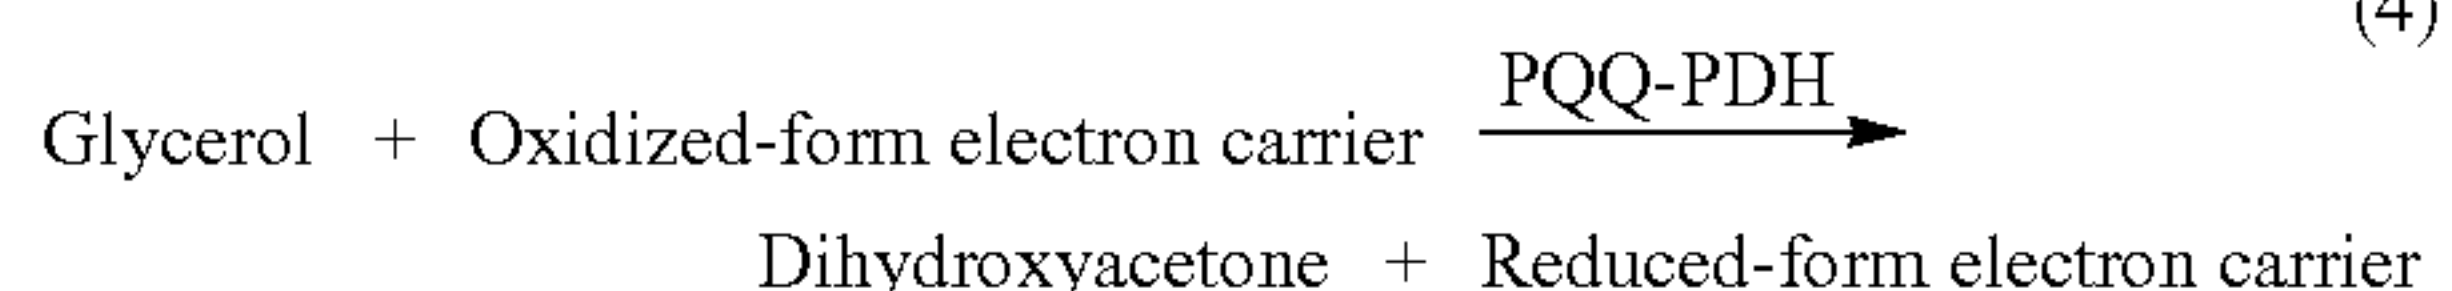 (4)
PQQ-PDH
Glycerol + Oxidized-form electron carrier
Dihydroxyacetone + Reduced-form electron carrier